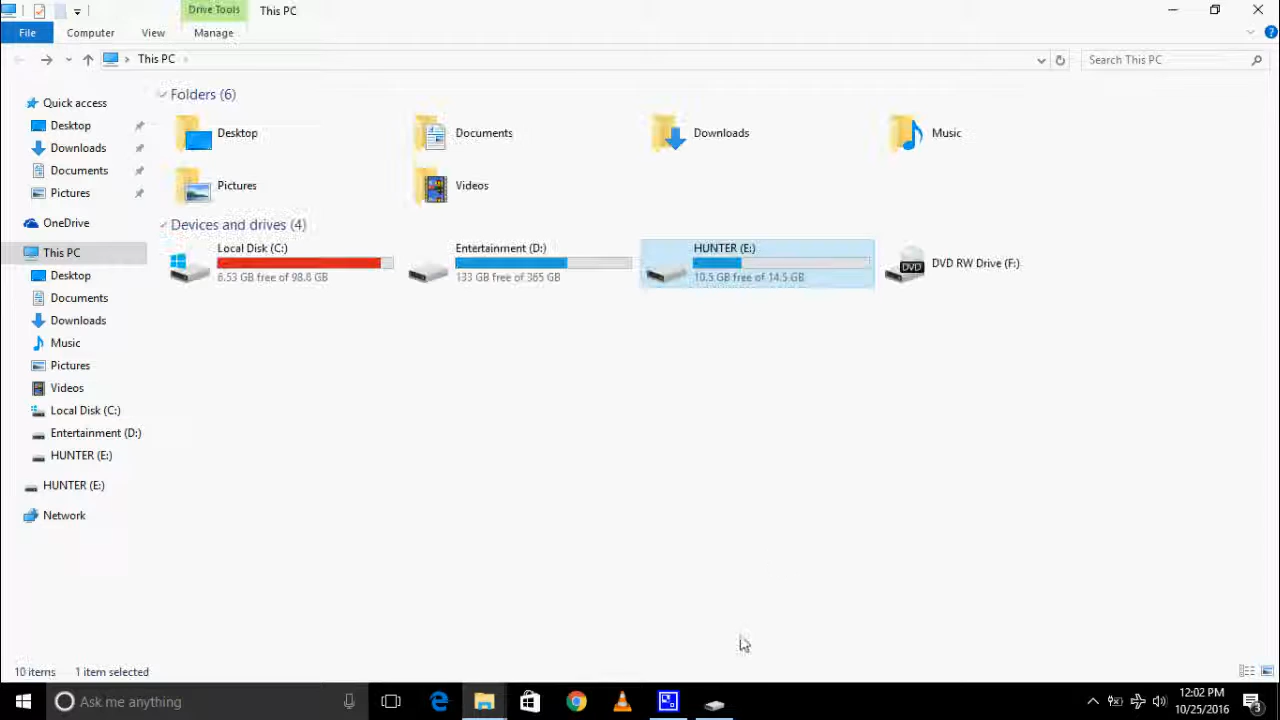 Drive Tools
This PC
File
Computer
View
Manage
This PC
Search This PC
Quick access
Desktop
Downloads
Documents
Pictures
OneDrive
This PC
Desktop
Documents
Downloads
Music
Pictures
Videos
Local Disk (C:)
Entertainment (D:)
HUNTER (E:)
HUNTER (E:)
Network
Folders (6)
Desktop
Documents
Downloads
Music
Pictures
Videos
Devices and drives (4)
Local Disk (C:)
6.53 GB free of 98.8 GB
Entertainment (D:)
133 GB free of 365 GB
HUNTER (E:)
10.5 GB free of 14.5 GB
DVD
DVD RW Drive (F:)
10 items
1 item selected
Ask me anything
12:02 PM
10/25/2016
3